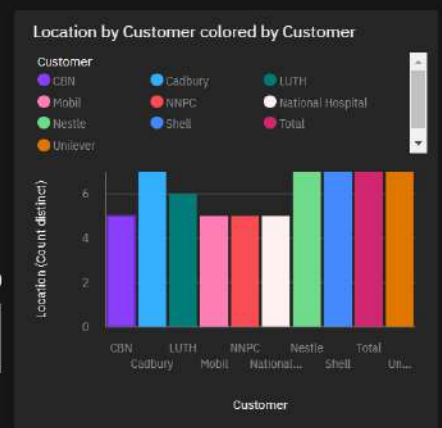 Location by Customer colored by Customer
Customer
CBN Cadbury LUTH
Mobil NNPC National Hospital
Nestle Shell Total
Unilever
Location (Count distinct)
6
4
2
0
CBN LUTH NNPC Nestle Total
Cadbury Mobil National... Shell Un...
Customer